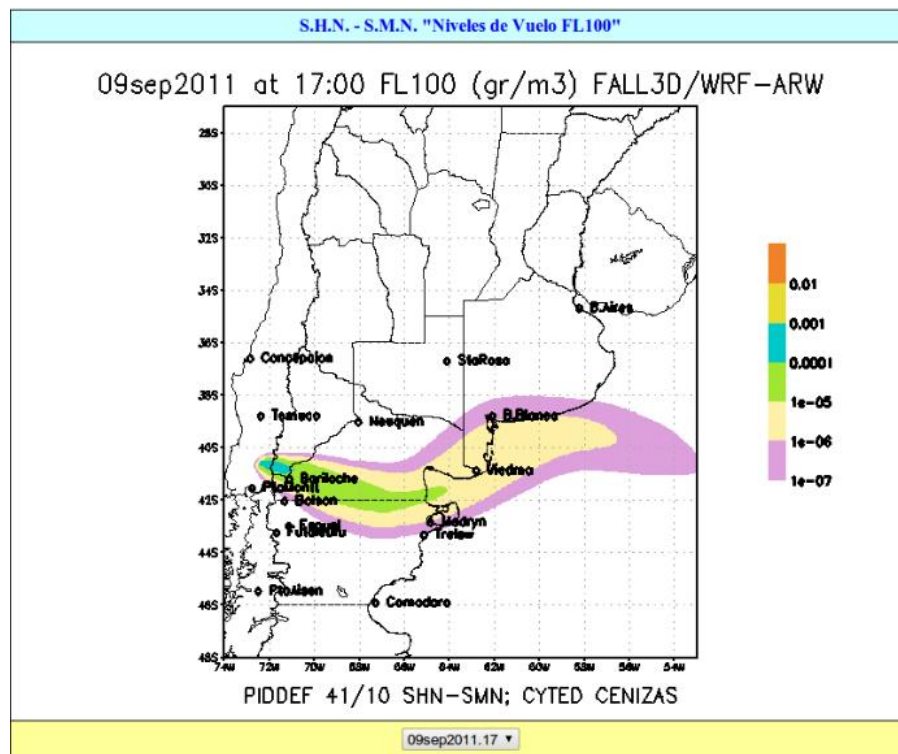 S.H.N. - S.M.N. "Niveles de Vuelo FL100"
09sep2011 at 17:00 FL100 (gr/m3) FALL3D/WRF-ARW
28S
30S
32S
34S
36S
38S
40S
42S
44S
46S
48S
B.Aires
Concepcion
StaRosa
Temuco
Neuquen
B.Blanca
Viedma
Bariloche
PtoMontt
Bolson
Madryn
Esquel
Trelew
PtoAisen
Comodoro
0.01
0.001
0.0001
1e-05
1e-06
1e-07
74W 72W 70W 68W 66W 64W 62W 60W 58W 56W 54W
PIDDEF 41/10 SHN-SMN; CYTED CENIZAS
09sep2011.17